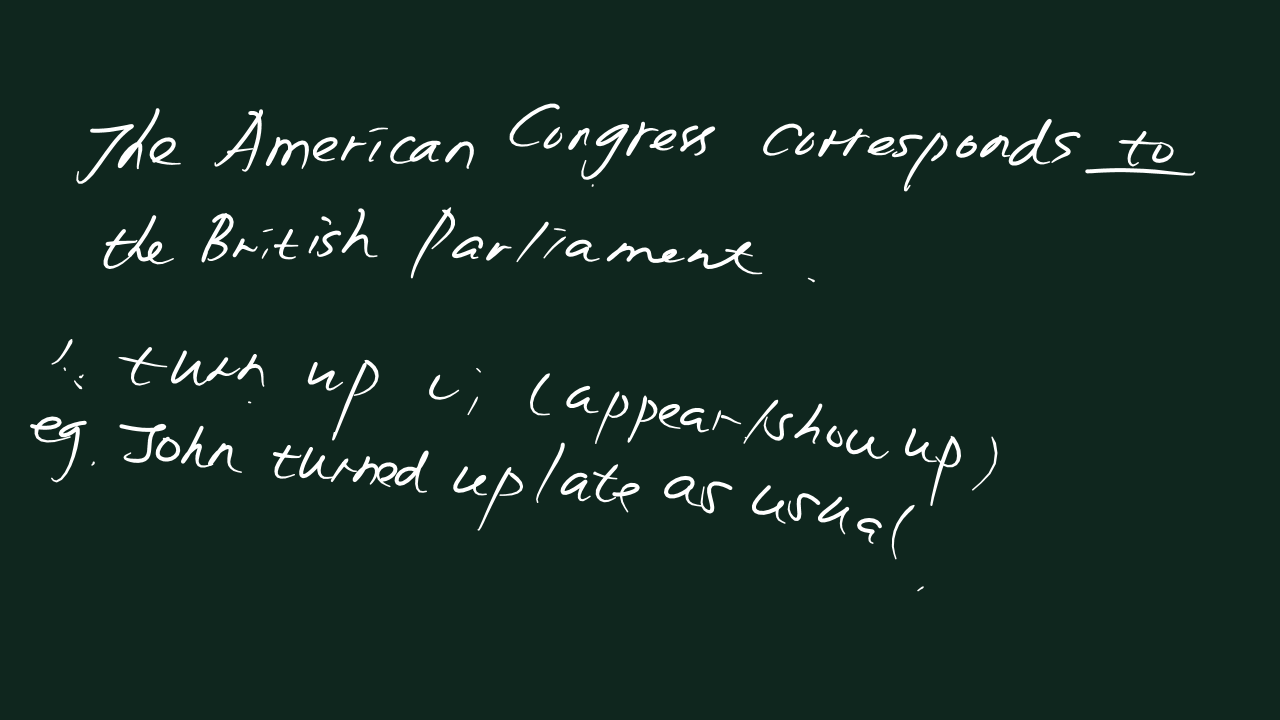 The American Congress corresponds to
the British Parliament.
turn up vi (appear/show up)
eg. John turned up late as usual.